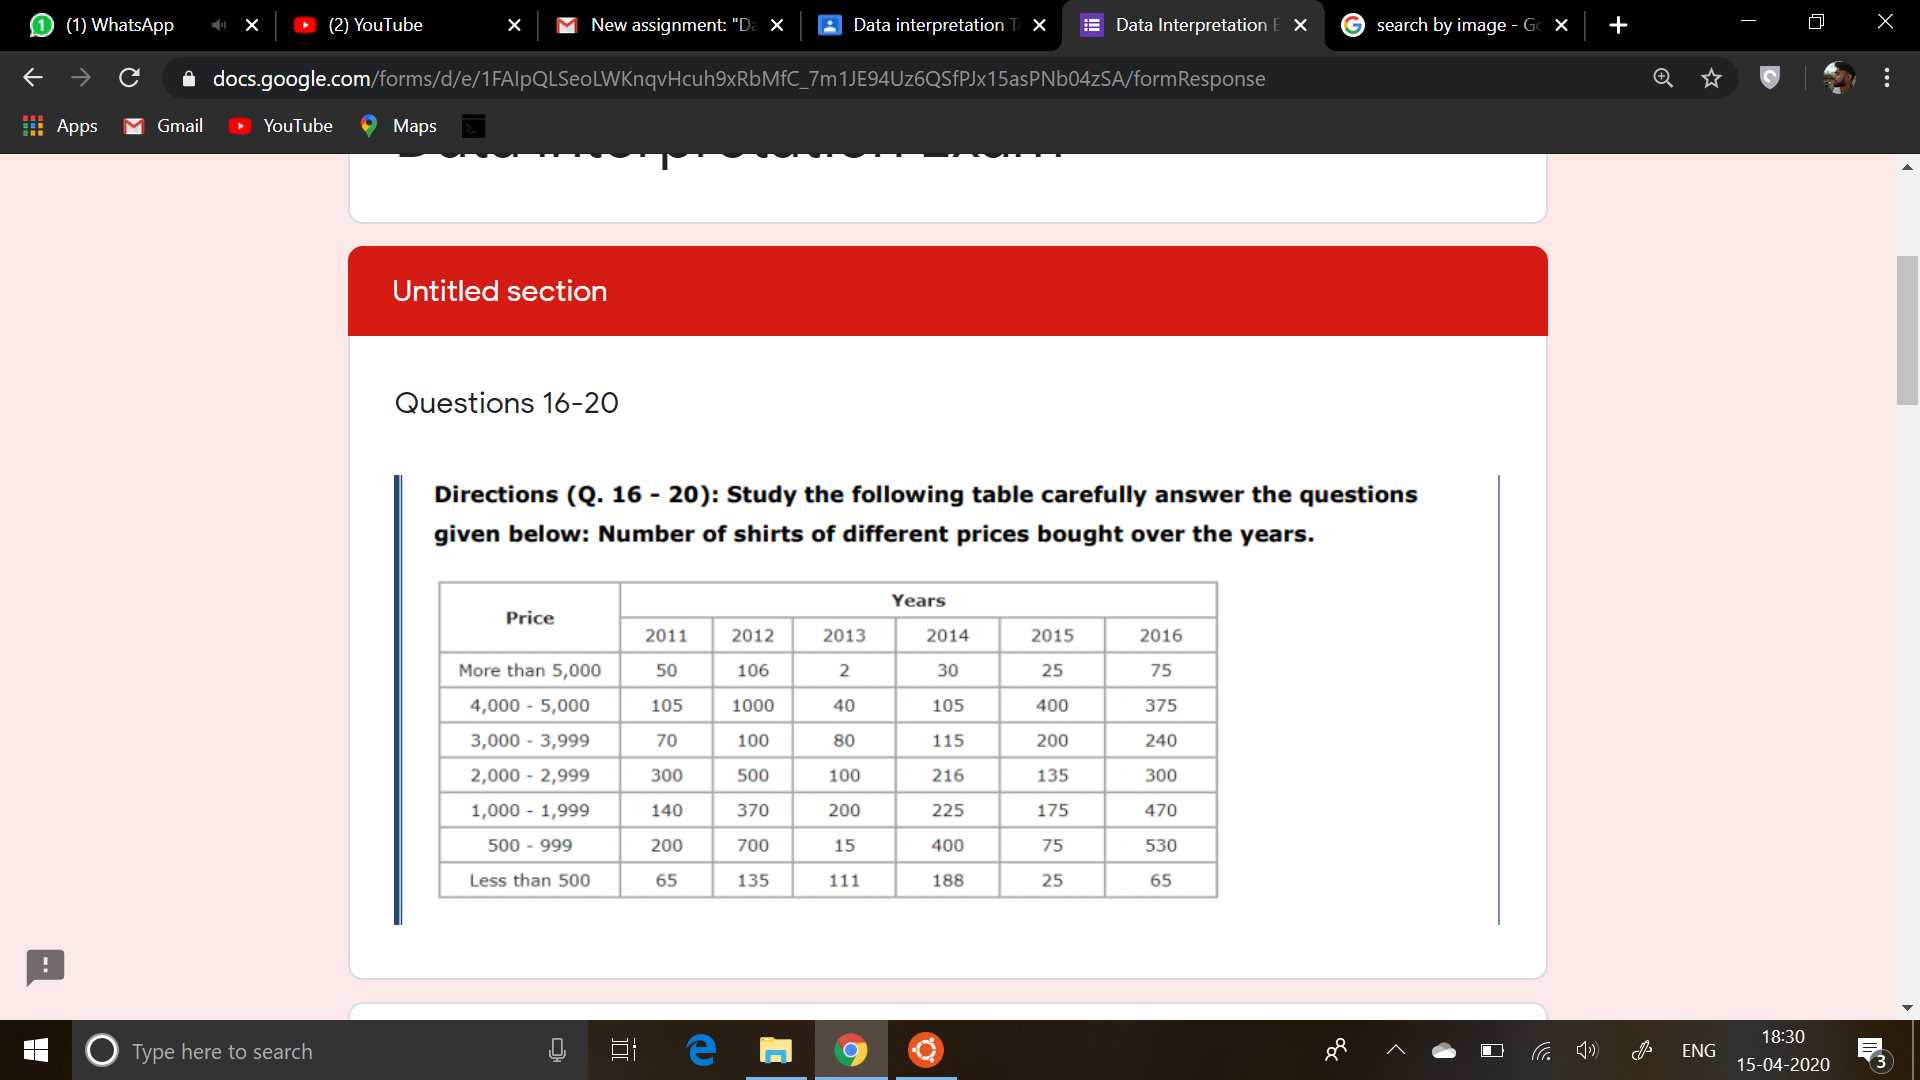 (1) WhatsApp
(2) YouTube
New assignment: "Da
Data interpretation T
Data Interpretation E
search by image - Go
docs.google.com/forms/d/e/1FAIpQLSeoLWKnqvHcuh9xRbMfC_7m1JE94Uz6QSfPJx15asPNb04zSA/formResponse
Apps Gmail YouTube Maps
Data Interpretation Exam
Untitled section
Questions 16-20
Directions (Q. 16 - 20): Study the following table carefully answer the questions
given below: Number of shirts of different prices bought over the years.
Price Years
2011 2012 2013 2014 2015 2016
More than 5,000 50 106 2 30 25 75
4,000 - 5,000 105 1000 40 105 400 375
3,000 - 3,999 70 100 80 115 200 240
2,000 - 2,999 300 500 100 216 135 300
1,000 - 1,999 140 370 200 225 175 470
500 - 999 200 700 15 400 75 530
Less than 500 65 135 111 188 25 65
Type here to search
ENG
18:30
15-04-2020
3